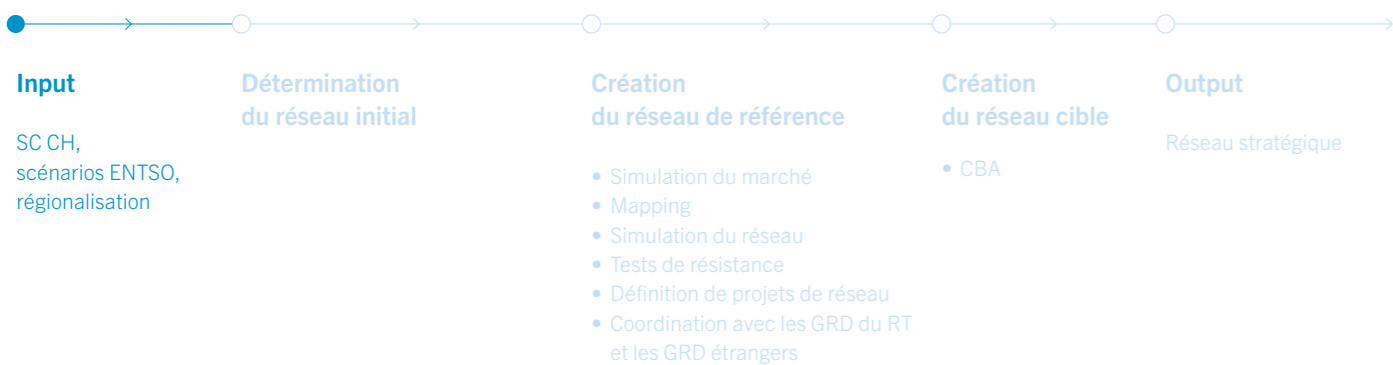 Input
SC CH,
scénarios ENTSO,
régionalisation
Détermination
du réseau initial
Création
du réseau de référence
• Simulation du marché
• Mapping
• Simulation du réseau
• Tests de résistance
• Définition de projets de réseau
• Coordination avec les GRD du RT
et les GRD étrangers
Création
du réseau cible
• CBA
Output
Réseau stratégique